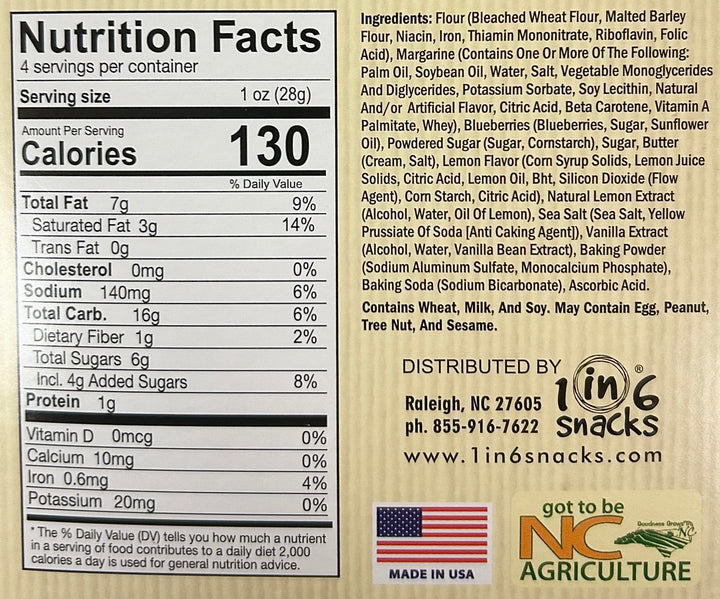 Nutrition Facts
4 servings per container
Serving size 1 oz (28g)
Amount Per Serving
Calories 130
% Daily Value
Total Fat 7g 9%
Saturated Fat 3g 14%
Trans Fat 0g
Cholesterol 0mg 0%
Sodium 140mg 6%
Total Carb. 16g 6%
Dietary Fiber 1g 2%
Total Sugars 6g
Incl. 4g Added Sugars 8%
Protein 1g
Vitamin D 0mcg 0%
Calcium 10mg 0%
Iron 0.6mg 4%
Potassium 20mg 0%
* The % Daily Value (DV) tells you how much a nutrient
in a serving of food contributes to a daily diet 2,000
calories a day is used for general nutrition advice.
Ingredients: Flour (Bleached Wheat Flour, Malted Barley
Flour, Niacin, Iron, Thiamin Mononitrate, Riboflavin, Folic
Acid), Margarine (Contains One Or More Of The Following:
Palm Oil, Soybean Oil, Water, Salt, Vegetable Monoglycerides
And Diglycerides, Potassium Sorbate, Soy Lecithin, Natural
And/or Artificial Flavor, Citric Acid, Beta Carotene, Vitamin A
Palmitate, Whey), Blueberries (Blueberries, Sugar, Sunflower
Oil), Powdered Sugar (Sugar, Cornstarch), Sugar, Butter
(Cream, Salt), Lemon Flavor (Corn Syrup Solids, Lemon Juice
Solids, Citric Acid, Lemon Oil, Bht, Silicon Dioxide (Flow
Agent), Corn Starch, Citric Acid), Natural Lemon Extract
(Alcohol, Water, Oil Of Lemon), Sea Salt (Sea Salt, Yellow
Prussiate Of Soda [Anti Caking Agent]), Vanilla Extract
(Alcohol, Water, Vanilla Bean Extract), Baking Powder
(Sodium Aluminum Sulfate, Monocalcium Phosphate),
Baking Soda (Sodium Bicarbonate), Ascorbic Acid.
Contains Wheat, Milk, And Soy. May Contain Egg, Peanut,
Tree Nut, And Sesame.
DISTRIBUTED BY
1 in 6 ®
snacks
Raleigh, NC 27605
ph. 855-916-7622
www.1in6snacks.com
MADE IN USA
got to be
NC
Goodness Grows
AGRICULTURE